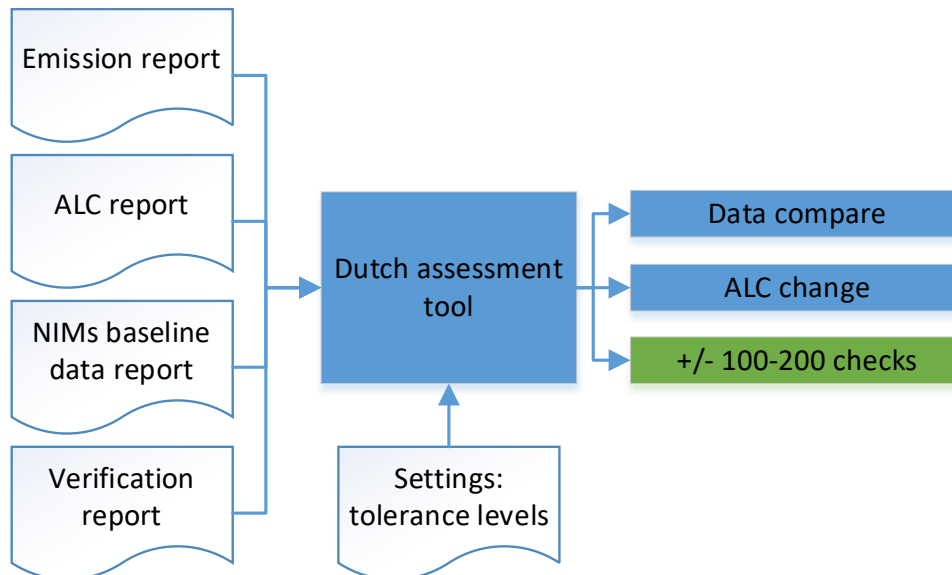 Emission report
ALC report
NIMs baseline
data report
Verification
report
Dutch assessment
tool
Settings:
tolerance levels
Data compare
ALC change
+/- 100-200 checks